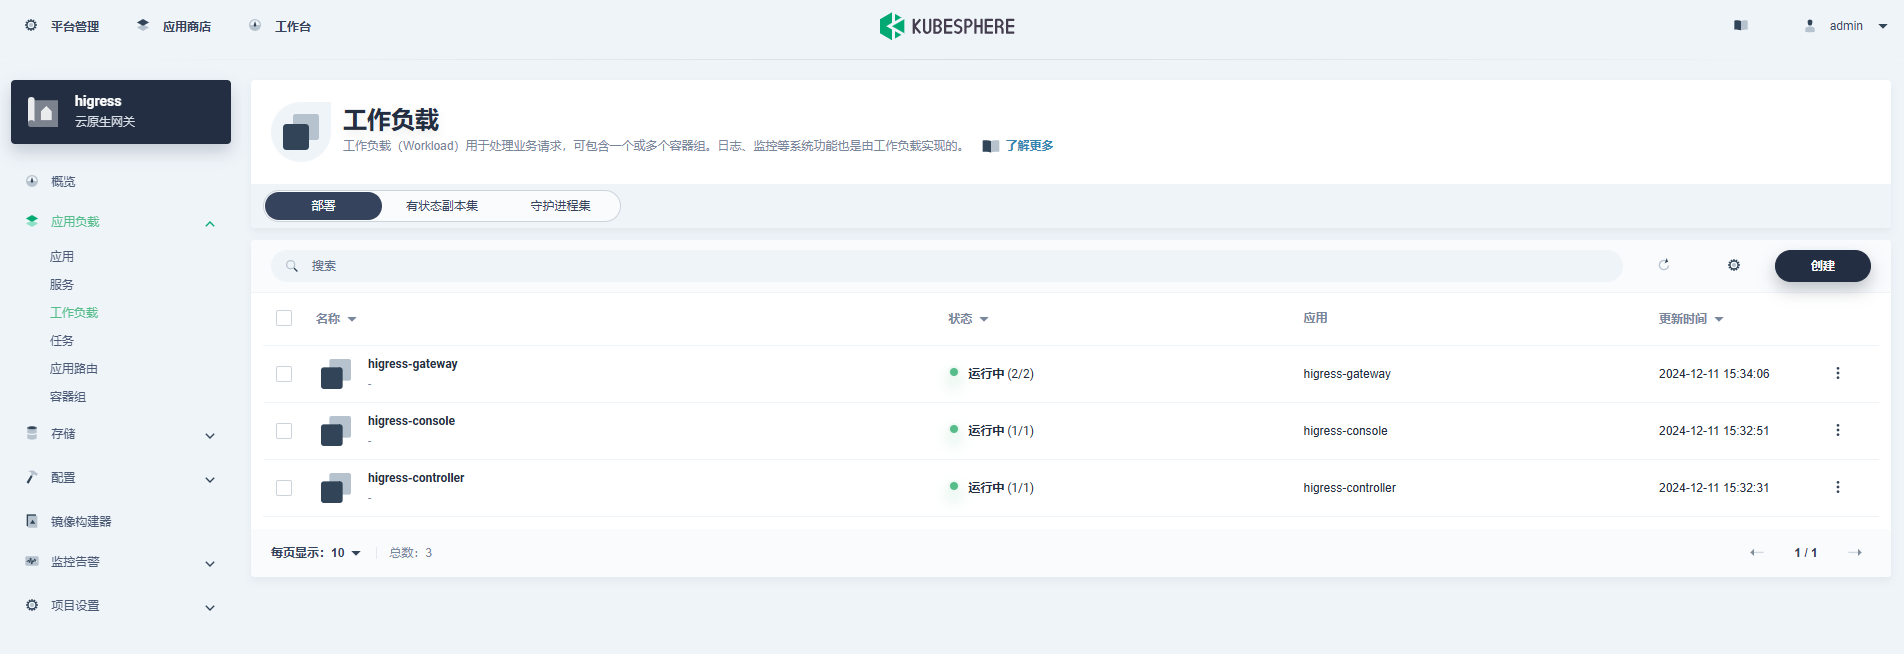 平台管理 应用商店 工作台 KUBESPHERE admin
higress
云原生网关
概览
应用负载
应用
服务
工作负载
任务
应用路由
容器组
存储
配置
镜像构建器
监控告警
项目设置
工作负载
工作负载（Workload）用于处理业务请求，可包含一个或多个容器组。日志、监控等系统功能也是由工作负载实现的。 了解更多
部署 有状态副本集 守护进程集
搜索 创建
名称 状态 应用 更新时间
higress-gateway
-
运行中 (2/2) higress-gateway 2024-12-11 15:34:06
higress-console
-
运行中 (1/1) higress-console 2024-12-11 15:32:51
higress-controller
-
运行中 (1/1) higress-controller 2024-12-11 15:32:31
每页显示：10 总数：3 1 / 1